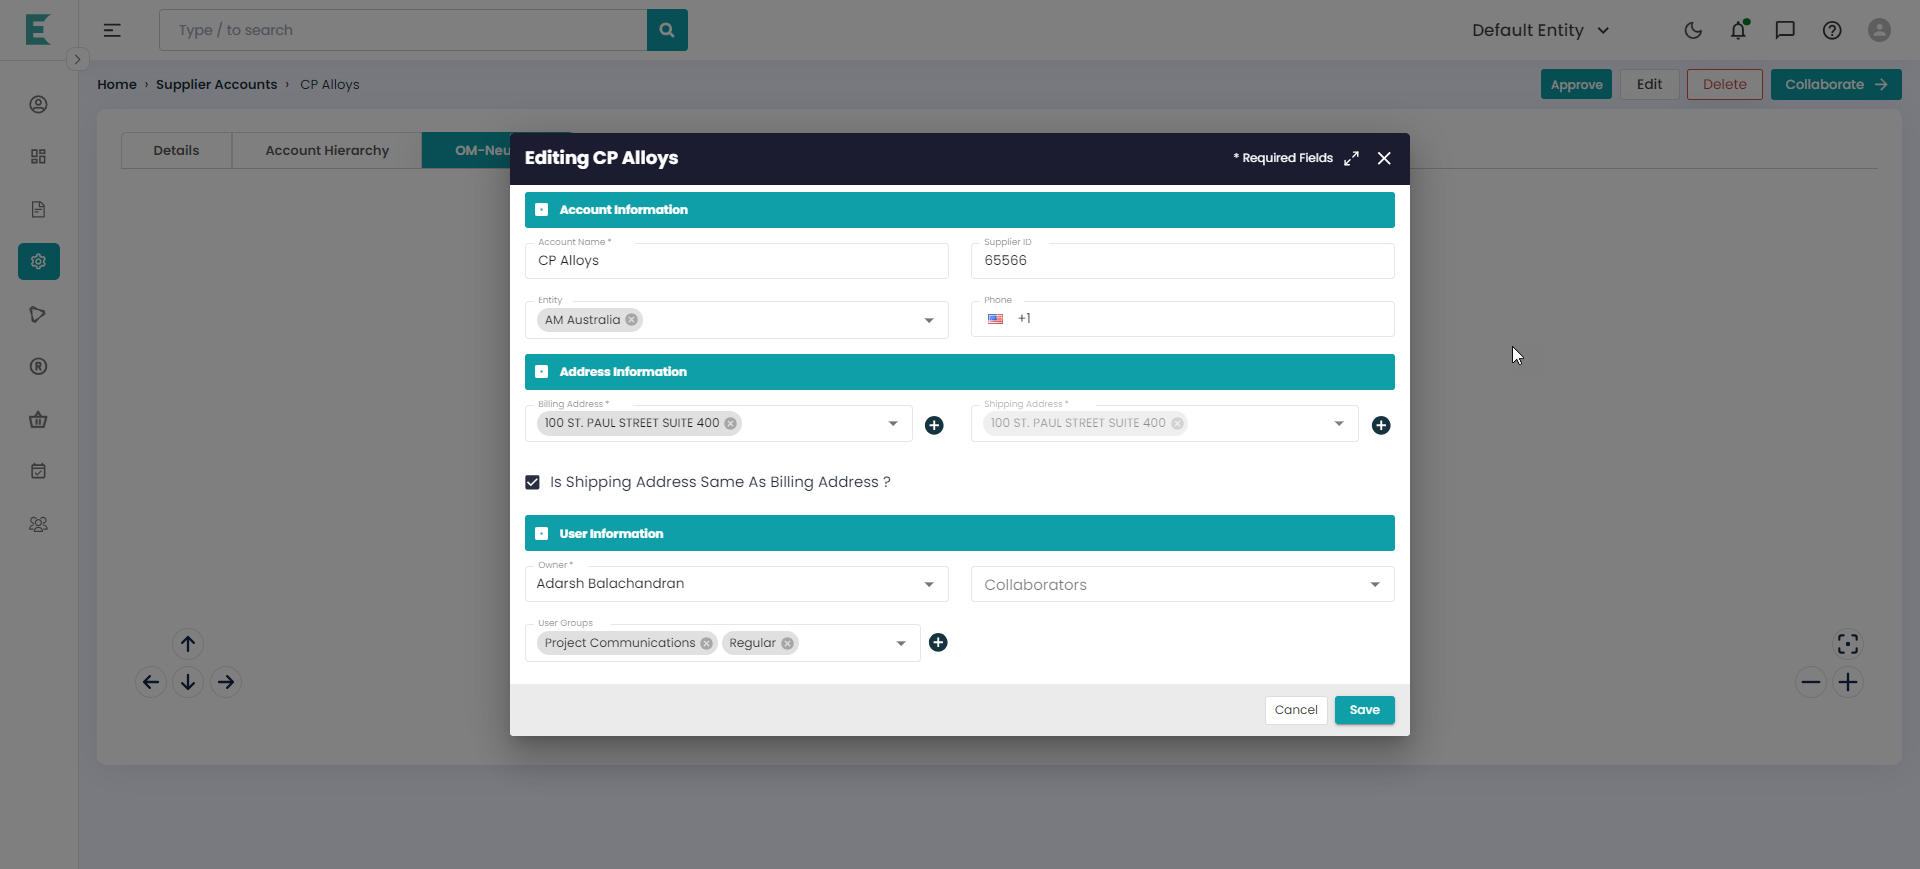 Type / to search
Default Entity
Home › Supplier Accounts › CP Alloys
Approve
Edit
Delete
Collaborate
Details
Account Hierarchy
OM-Neu
Editing CP Alloys
* Required Fields
Account Information
Account Name *
CP Alloys
Supplier ID
65566
Entity
AM Australia
Phone
+1
Address Information
Billing Address *
100 ST. PAUL STREET SUITE 400
Shipping Address *
100 ST. PAUL STREET SUITE 400
Is Shipping Address Same As Billing Address ?
User Information
Owner *
Adarsh Balachandran
Collaborators
User Groups
Project Communications
Regular
Cancel
Save